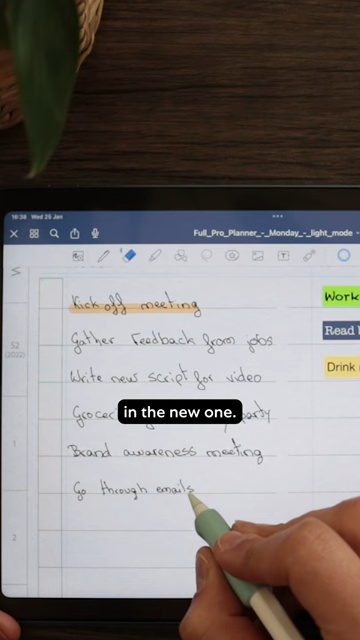 16:38 Wed 25 Jan
Full_Pro_Planner_-_Monday_-_light_mode
Kick off meeting
Work
Gather Feedback from jobs
Read
52
(2022)
Write new script for video
Drink
in the new one.
party
1
Brand awareness meeting
Go through emails
2